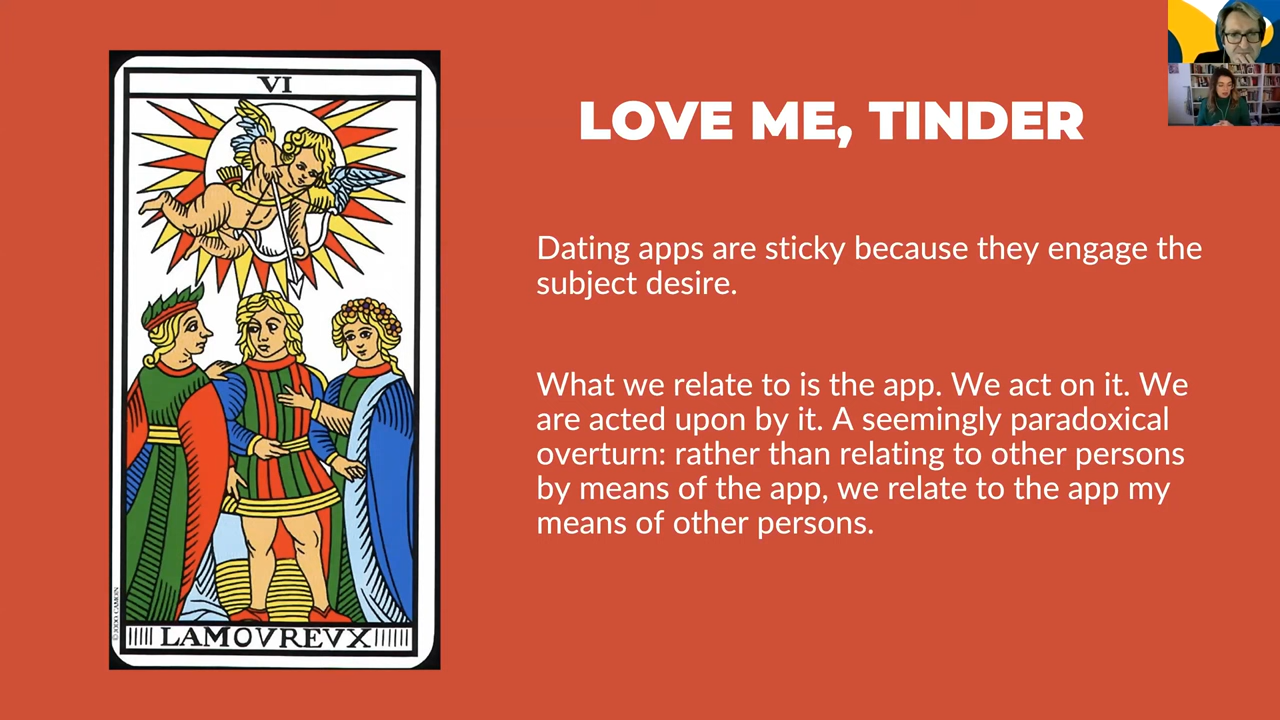 VI
LAMOVREVX
© JODO CAMOIN
LOVE ME, TINDER
Dating apps are sticky because they engage the
subject desire.
What we relate to is the app. We act on it. We
are acted upon by it. A seemingly paradoxical
overturn: rather than relating to other persons
by means of the app, we relate to the app my
means of other persons.